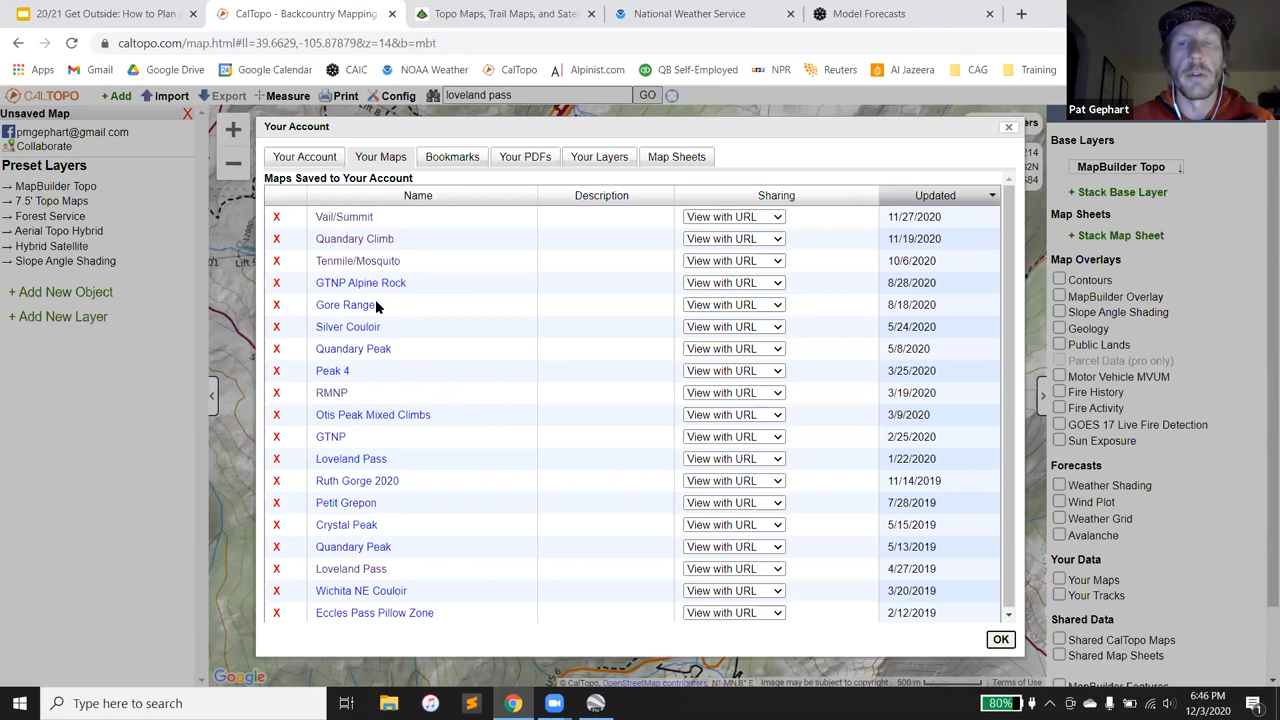 20/21 Get Outside: How to Plan
CalTopo - Backcountry Mapping
Topo Maps, Trail Maps, and Sate
National Weather Service
Model Forecasts
caltopo.com/map.html#ll=39.6629,-105.87879&z=14&b=mbt
Apps
Gmail
Google Drive
Google Calendar
CAIC
NOAA Weather
CalTopo
Alpinist.com
QB Self-Employed
NPR
Reuters
Al Jazeera
CAG
Training
Pat Gephart
CALTOPO
+ Add
Import
Export
Measure
Print
Config
loveland pass
GO
Unsaved Map
X
pmgephart@gmail.com
Collaborate
Preset Layers
→ MapBuilder Topo
→ 7.5' Topo Maps
→ Forest Service
→ Aerial Topo Hybrid
→ Hybrid Satellite
→ Slope Angle Shading
+ Add New Object
+ Add New Layer
Your Account
Your Account
Your Maps
Bookmarks
Your PDFs
Your Layers
Map Sheets
Maps Saved to Your Account
Name Description Sharing Updated
X Vail/Summit View with URL 11/27/2020
X Quandary Climb View with URL 11/19/2020
X Tenmile/Mosquito View with URL 10/6/2020
X GTNP Alpine Rock View with URL 8/28/2020
X Gore Range View with URL 8/18/2020
X Silver Couloir View with URL 5/24/2020
X Quandary Peak View with URL 5/8/2020
X Peak 4 View with URL 3/25/2020
X RMNP View with URL 3/19/2020
X Otis Peak Mixed Climbs View with URL 3/9/2020
X GTNP View with URL 2/25/2020
X Loveland Pass View with URL 1/22/2020
X Ruth Gorge 2020 View with URL 11/14/2019
X Petit Grepon View with URL 7/28/2019
X Crystal Peak View with URL 5/15/2019
X Quandary Peak View with URL 5/13/2019
X Loveland Pass View with URL 4/27/2019
X Wichita NE Couloir View with URL 3/20/2019
X Eccles Pass Pillow Zone View with URL 2/12/2019
OK
Base Layers
MapBuilder Topo
+ Stack Base Layer
Map Sheets
+ Stack Map Sheet
Map Overlays
Contours
MapBuilder Overlay
Slope Angle Shading
Geology
Public Lands
Parcel Data (pro only)
Motor Vehicle MVUM
Fire History
Fire Activity
GOES 17 Live Fire Detection
Sun Exposure
Forecasts
Weather Shading
Wind Plot
Weather Grid
Avalanche
Your Data
Your Maps
Your Tracks
Shared Data
Shared CalTopo Maps
Shared Map Sheets
MapBuilder Features
Google
© CalTopo, OpenStreetMap contributors,
Image may be subject to copyright
500 m
Terms of Use
Type here to search
80%
6:46 PM
12/3/2020
1